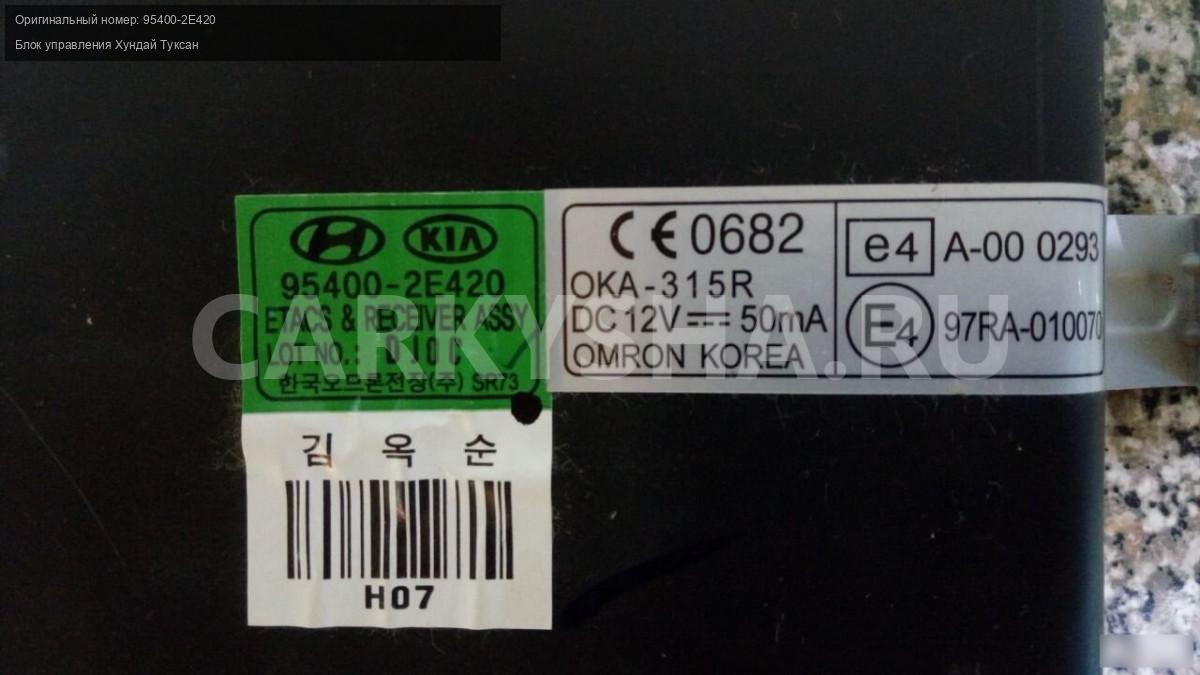 Оригинальный номер: 95400-2E420
Блок управления Хундай Туксан
KIA
95400-2E420
ETACS & RECEIVER ASSY
LOT NO.:
한국오므론전장(주) SR73
김 옥 순
H07
CE 0682
OKA-315R
DC 12V 50mA
OMRON KOREA
e4 A-00 0293
E4 97RA-010070
CARKYSHA.RU